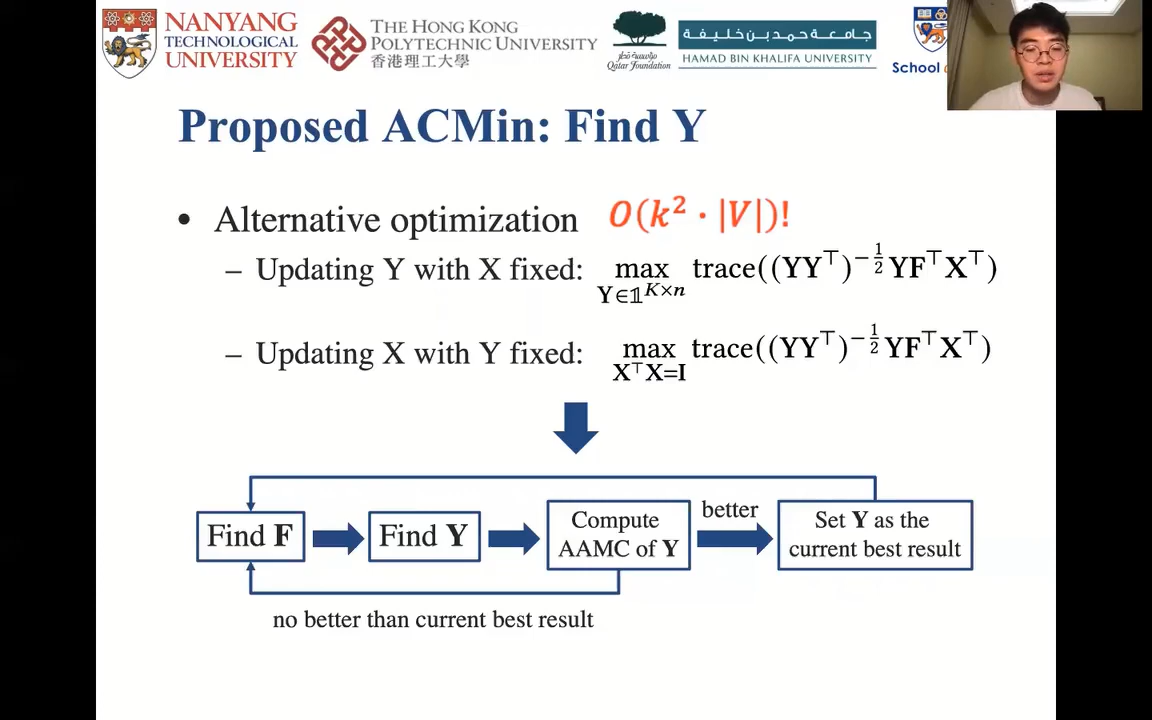 NANYANG
TECHNOLOGICAL
UNIVERSITY
THE HONG KONG
POLYTECHNIC UNIVERSITY
香港理工大學
مؤسسة قطر
Qatar Foundation
جامعة حمد بن خليفة
HAMAD BIN KHALIFA UNIVERSITY
School
Proposed ACMin: Find Y
• Alternative optimization O(k² · |V|)!
– Updating Y with X fixed: max trace((YY⊤)^{-1/2} YF⊤X⊤)
Y∈𝟙^{K×n}
– Updating X with Y fixed: max trace((YY⊤)^{-1/2} YF⊤X⊤)
X⊤X=I
Find F
Find Y
Compute
AAMC of Y
better
Set Y as the
current best result
no better than current best result